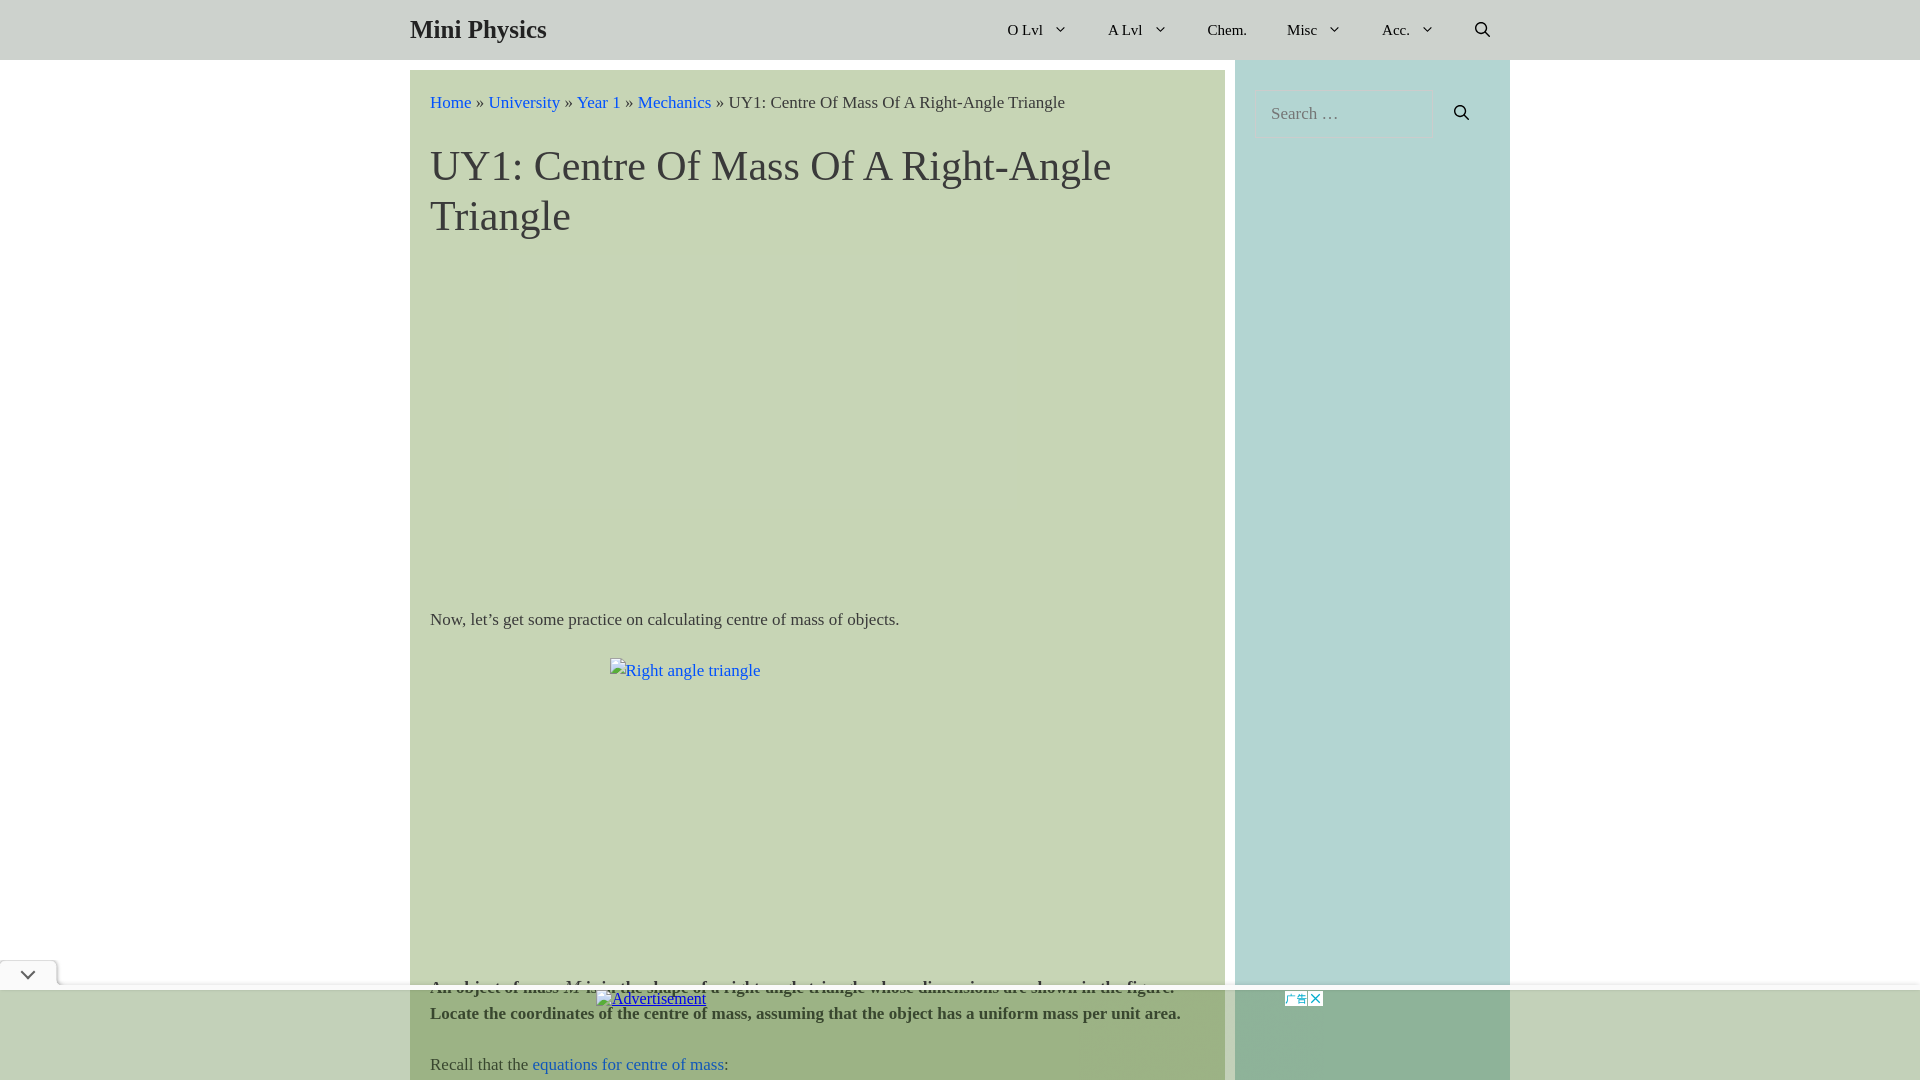 Mini Physics
O Lvl
A Lvl
Chem.
Misc
Acc.
Home » University » Year 1 » Mechanics » UY1: Centre Of Mass Of A Right-Angle Triangle
Search …
UY1: Centre Of Mass Of A Right-Angle
Triangle
Now, let’s get some practice on calculating centre of mass of objects.
Right angle triangle
An object of mass M is in the shape of a right-angle triangle whose dimensions are shown in the figure.
Advertisement
广告
Locate the coordinates of the centre of mass, assuming that the object has a uniform mass per unit area.
Recall that the equations for centre of mass: